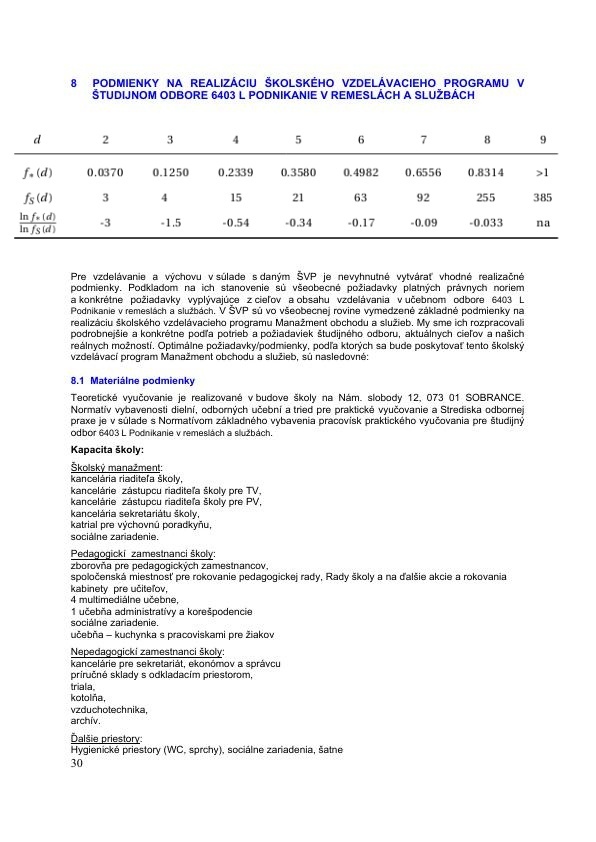 8 PODMIENKY NA REALIZÁCIU ŠKOLSKÉHO VZDELÁVACIEHO PROGRAMU V
ŠTUDIJNOM ODBORE 6403 L PODNIKANIE V REMESLÁCH A SLUŽBÁCH
d 2 3 4 5 6 7 8 9
f*(d) 0.0370 0.1250 0.2339 0.3580 0.4982 0.6556 0.8314 >1
fS(d) 3 4 15 21 63 92 255 385
ln f*(d) / ln fS(d) -3 -1.5 -0.54 -0.34 -0.17 -0.09 -0.033 na
Pre vzdelávanie a výchovu v súlade s daným ŠVP je nevyhnutné vytvárať vhodné realizačné
podmienky. Podkladom na ich stanovenie sú všeobecné požiadavky platných právnych noriem
a konkrétne požiadavky vyplývajúce z cieľov a obsahu vzdelávania v učebnom odbore 6403 L
Podnikanie v remeslách a službách. V ŠVP sú vo všeobecnej rovine vymedzené základné podmienky na
realizáciu školského vzdelávacieho programu Manažment obchodu a služieb. My sme ich rozpracovali
podrobnejšie a konkrétne podľa potrieb a požiadaviek študijného odboru, aktuálnych cieľov a našich
reálnych možností. Optimálne požiadavky/podmienky, podľa ktorých sa bude poskytovať tento školský
vzdelávací program Manažment obchodu a služieb, sú nasledovné:
8.1 Materiálne podmienky
Teoretické vyučovanie je realizované v budove školy na Nám. slobody 12, 073 01 SOBRANCE.
Normatív vybavenosti dielní, odborných učební a tried pre praktické vyučovanie a Strediska odbornej
praxe je v súlade s Normatívom základného vybavenia pracovísk praktického vyučovania pre študijný
odbor 6403 L Podnikanie v remeslách a službách.
Kapacita školy:
Školský manažment:
kancelária riaditeľa školy,
kancelárie zástupcu riaditeľa školy pre TV,
kancelárie zástupcu riaditeľa školy pre PV,
kancelária sekretariátu školy,
katrial pre výchovnú poradkyňu,
sociálne zariadenie.
Pedagogickí zamestnanci školy:
zborovňa pre pedagogických zamestnancov,
spoločenská miestnosť pre rokovanie pedagogickej rady, Rady školy a na ďalšie akcie a rokovania
kabinety pre učiteľov,
4 multimediálne učebne,
1 učebňa administratívy a korešpodencie
sociálne zariadenie.
učebňa – kuchynka s pracoviskami pre žiakov
Nepedagogickí zamestnanci školy:
kancelárie pre sekretariát, ekonómov a správcu
príručné sklady s odkladacím priestorom,
triala,
kotolňa,
vzduchotechnika,
archív.
Ďalšie priestory:
Hygienické priestory (WC, sprchy), sociálne zariadenia, šatne
30